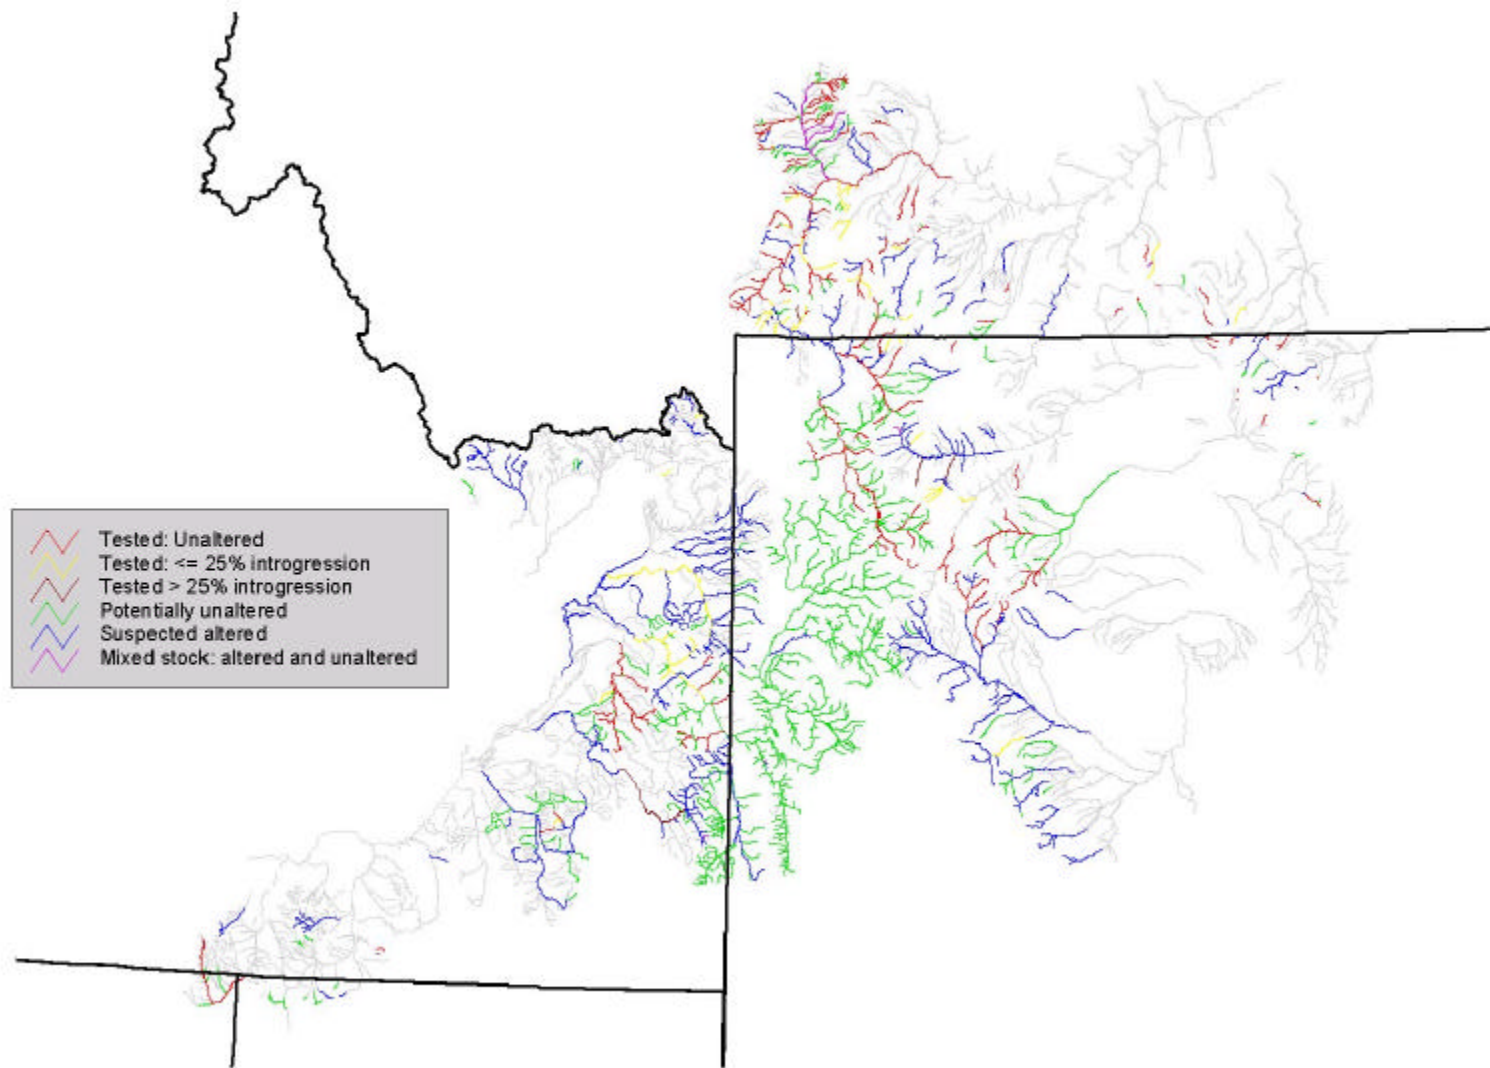 Tested: Unaltered
Tested: <= 25% introgression
Tested > 25% introgression
Potentially unaltered
Suspected altered
Mixed stock: altered and unaltered